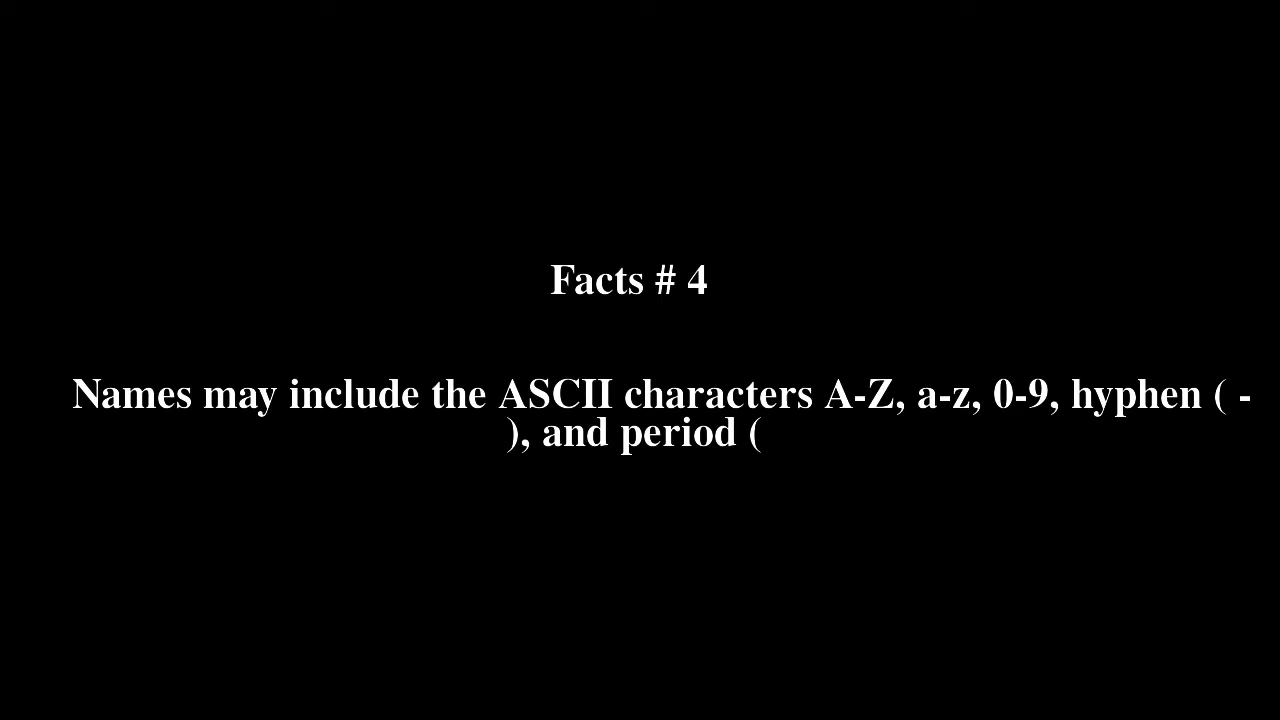 Facts # 4
Names may include the ASCII characters A-Z, a-z, 0-9, hyphen ( -
), and period (